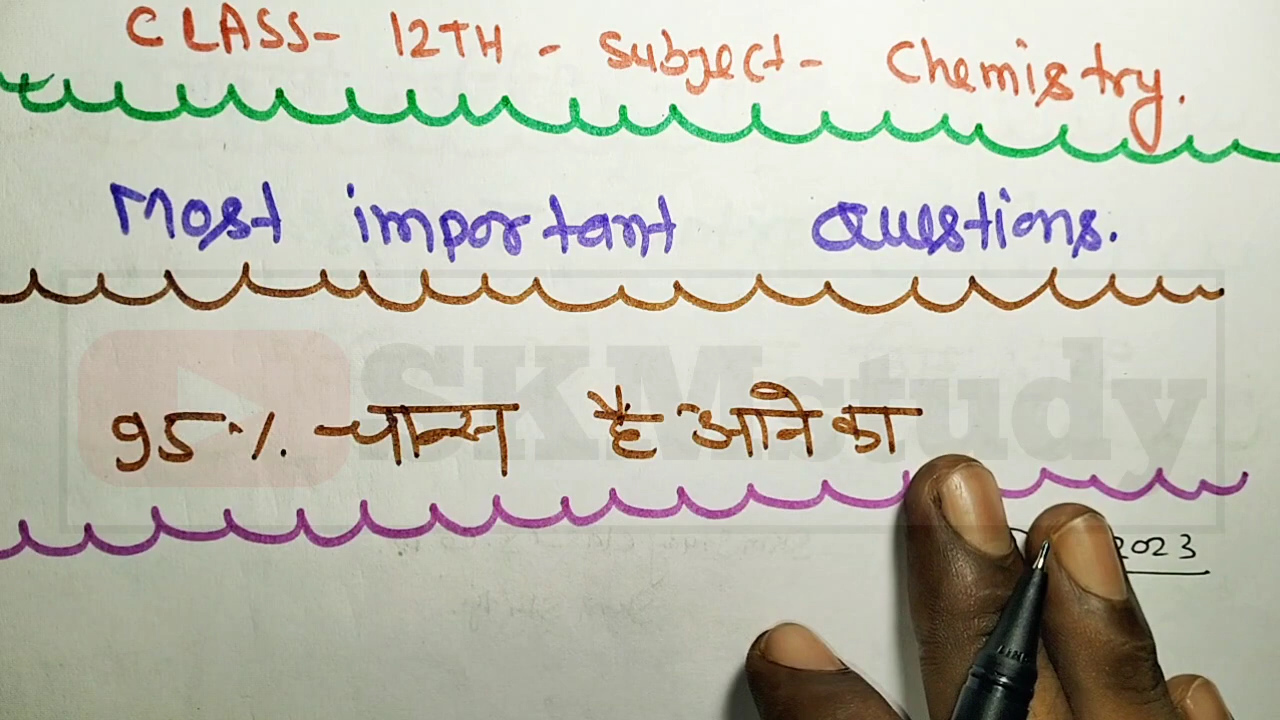 CLASS- 12TH - Subject- Chemistry.
Most important Questions.
SKMstudy
95% चान्स है आने का
2023